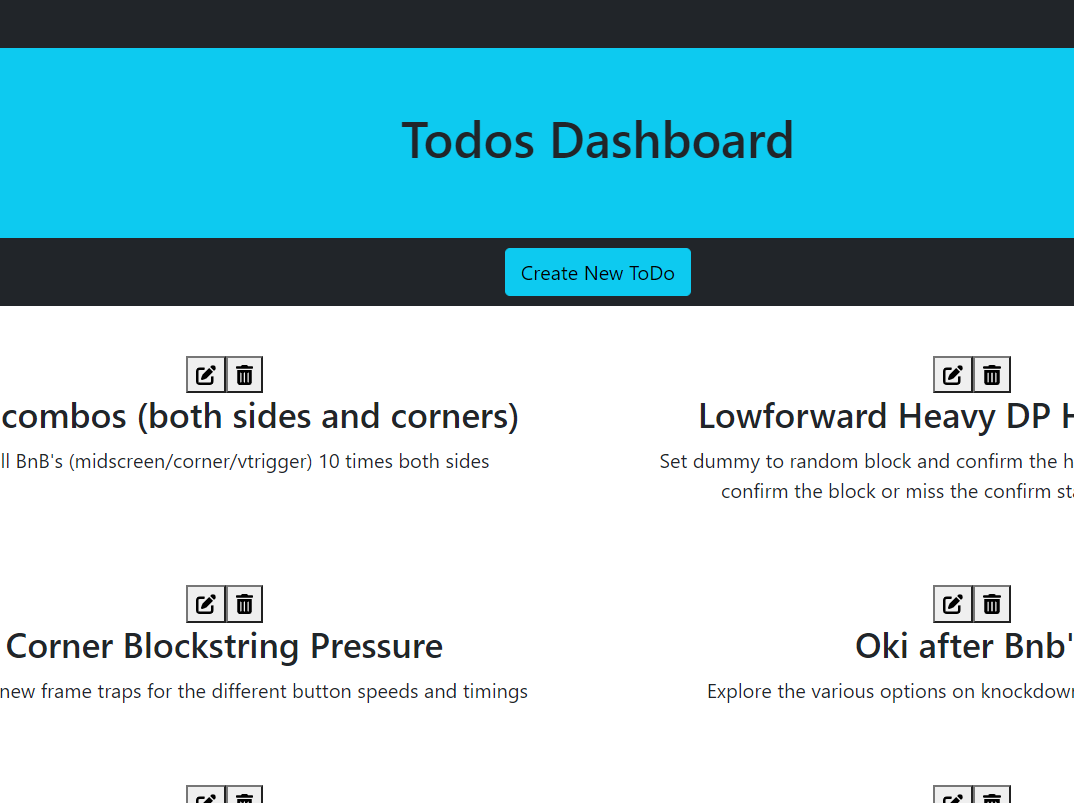 Todos Dashboard
Create New ToDo
combos (both sides and corners)
BnB's (midscreen/corner/vtrigger) 10 times both sides
Lowforward Heavy DP
Set dummy to random block and confirm the
confirm the block or miss the confirm
Corner Blockstring Pressure
new frame traps for the different button speeds and timings
Oki after Bnb'
Explore the various options on knockdown